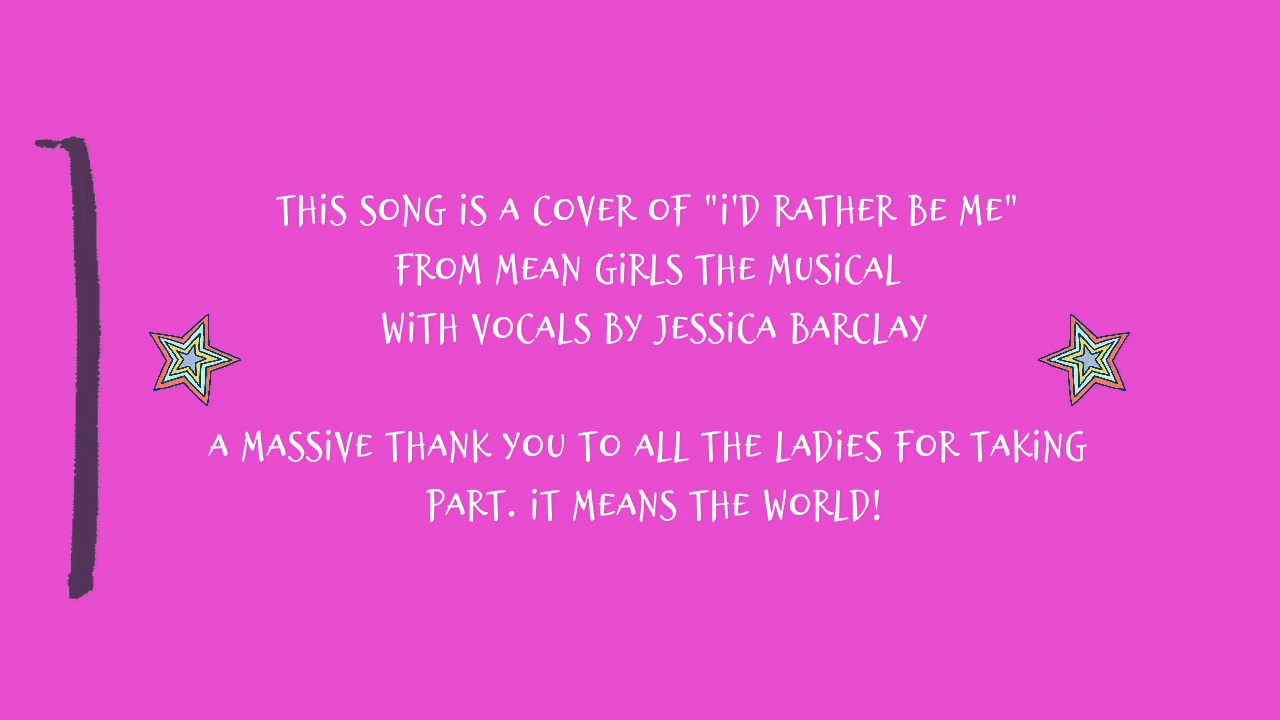 THiS SONG iS A COVER OF "i'D RATHER BE ME"
FROM MEAN GiRLS THE MUSiCAL
WiTH VOCALS BY JESSiCA BARCLAY
A MASSiVE THANK YOU TO ALL THE LADiES FOR TAKiNG
PART. iT MEANS THE WORLD!